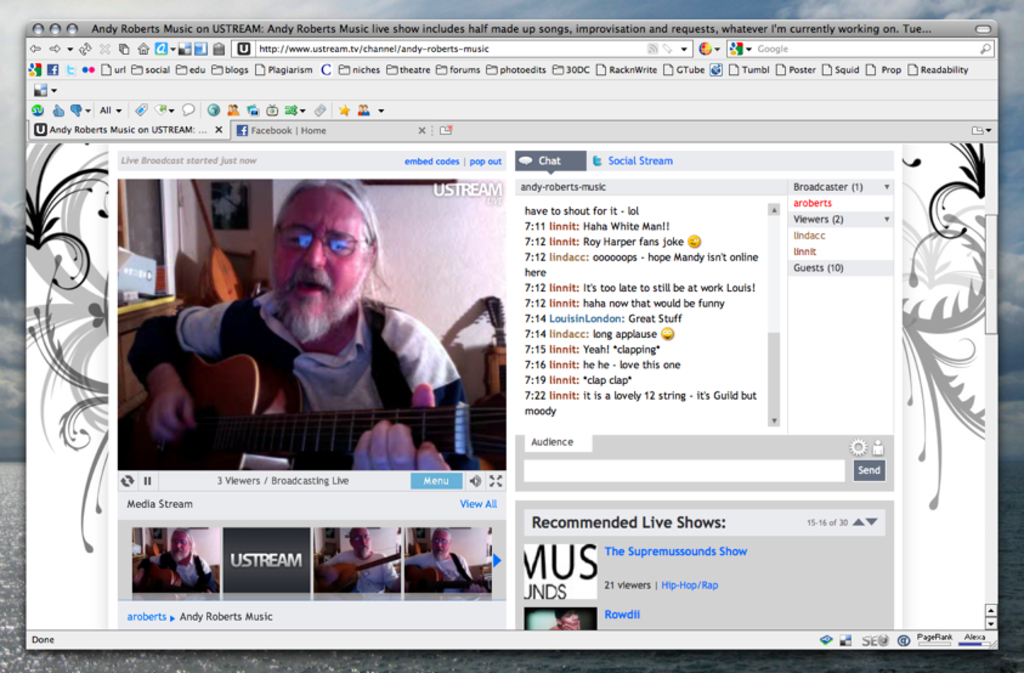 Andy Roberts Music on USTREAM: Andy Roberts Music live show includes half made up songs, improvisation and requests, whatever I'm currently working on. Tue...
http://www.ustream.tv/channel/andy-roberts-music
Google
url social edu blogs Plagiarism niches theatre forums photoedits 30DC RacknWrite GTube Tumbl Poster Squid Prop Readability
All
Andy Roberts Music on USTREAM: ...
Facebook | Home
Live Broadcast started just now
embed codes | pop out
USTREAM
3 Viewers / Broadcasting Live
Menu
Media Stream
View All
USTREAM
aroberts Andy Roberts Music
Chat
Social Stream
andy-roberts-music
have to shout for it - lol
7:11 linnit: Haha White Man!!
7:12 linnit: Roy Harper fans joke
7:12 lindacc: oooooops - hope Mandy isn't online
here
7:12 linnit: It's too late to still be at work Louis!
7:12 linnit: haha now that would be funny
7:14 LouisinLondon: Great Stuff
7:14 lindacc: long applause
7:15 linnit: Yeah! *clapping*
7:16 linnit: he he - love this one
7:19 linnit: *clap clap*
7:22 linnit: it is a lovely 12 string - it's Guild but
moody
Broadcaster (1)
aroberts
Viewers (2)
lindacc
linnit
Guests (10)
Audience
Send
Recommended Live Shows:
15-16 of 30
MUS
UNDS
The Supremussounds Show
21 viewers | Hip-Hop/Rap
Rowdii
Done
SEO
PageRank
Alexa